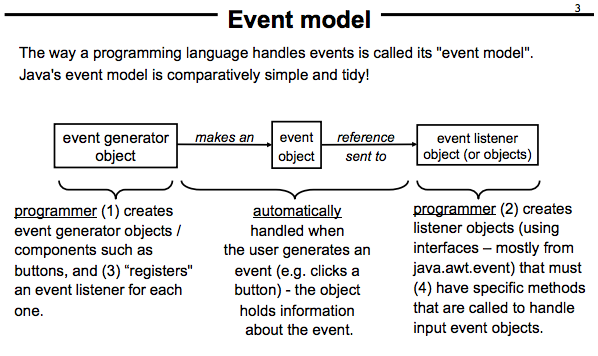 3
Event model
The way a programming language handles events is called its "event model".
Java's event model is comparatively simple and tidy!
event generator
object
makes an
event
object
reference
sent to
event listener
object (or objects)
programmer (1) creates
event generator objects /
components such as
buttons, and (3) “registers"
an event listener for each
one.
automatically
handled when
the user generates an
event (e.g. clicks a
button) - the object
holds information
about the event.
programmer (2) creates
listener objects (using
interfaces – mostly from
java.awt.event) that must
(4) have specific methods
that are called to handle
input event objects.